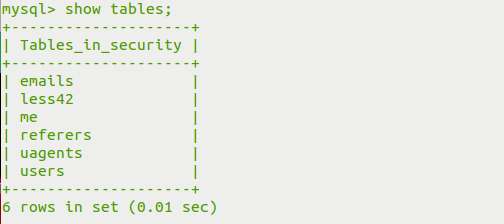 mysql> show tables;
+--------------------+
| Tables_in_security |
+--------------------+
| emails             |
| less42             |
| me                 |
| referers           |
| uagents            |
| users              |
+--------------------+
6 rows in set (0.01 sec)